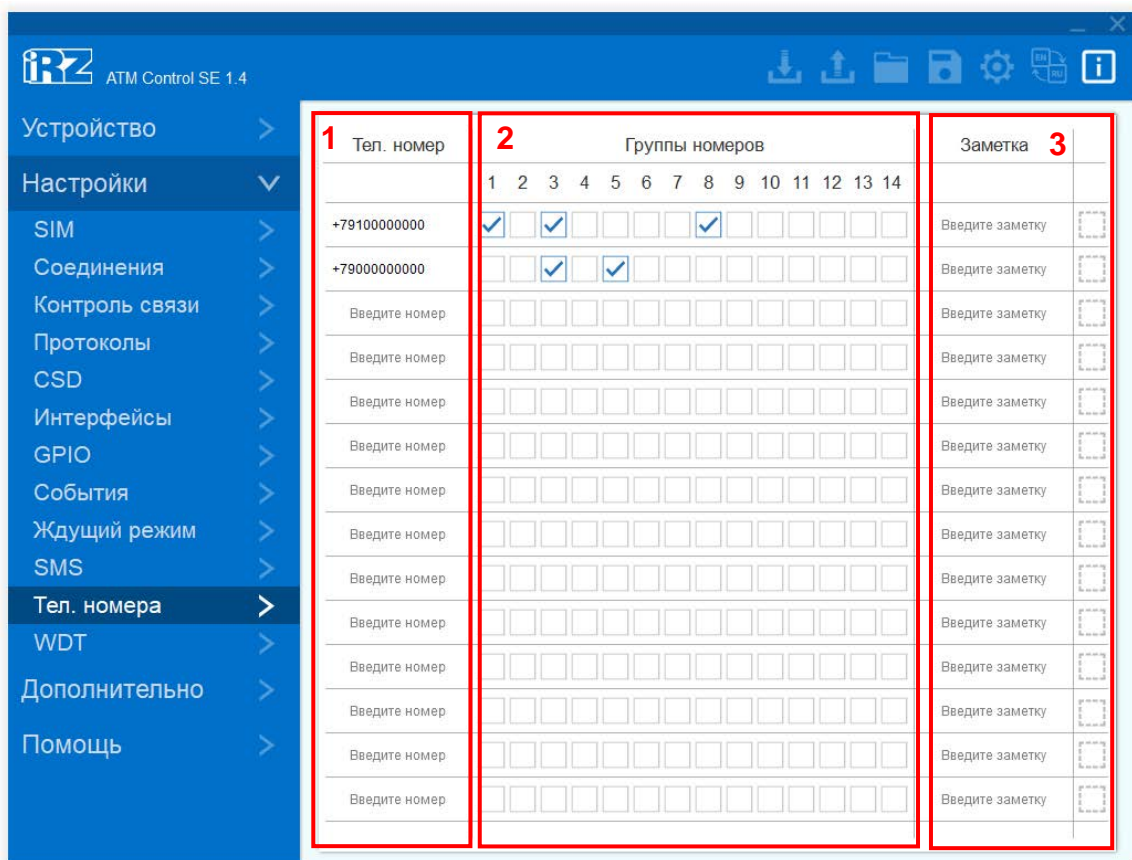 iRZ ATM Control SE 1.4
EN RU
Устройство
Настройки
SIM
Соединения
Контроль связи
Протоколы
CSD
Интерфейсы
GPIO
События
Ждущий режим
SMS
Тел. номера
WDT
Дополнительно
Помощь
1 Тел. номер 2 Группы номеров Заметка 3
1 2 3 4 5 6 7 8 9 10 11 12 13 14
+79100000000 Введите заметку
+79000000000 Введите заметку
Введите номер Введите заметку
Введите номер Введите заметку
Введите номер Введите заметку
Введите номер Введите заметку
Введите номер Введите заметку
Введите номер Введите заметку
Введите номер Введите заметку
Введите номер Введите заметку
Введите номер Введите заметку
Введите номер Введите заметку
Введите номер Введите заметку
Введите номер Введите заметку